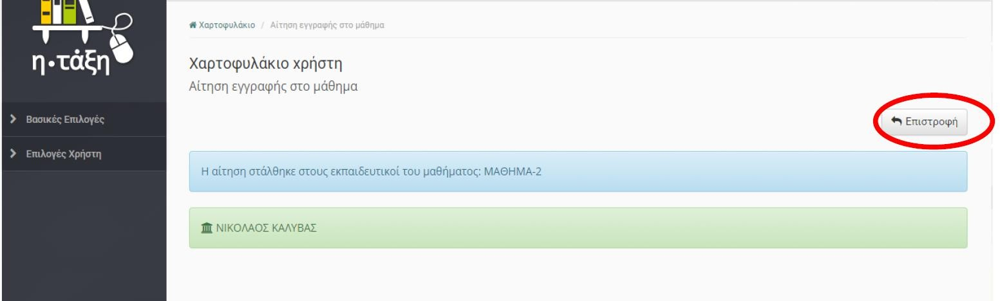 η·τάξη
Χαρτοφυλάκιο / Αίτηση εγγραφής στο μάθημα
Χαρτοφυλάκιο χρήστη
Αίτηση εγγραφής στο μάθημα
Βασικές Επιλογές
Επιστροφή
Επιλογές Χρήστη
Η αίτηση στάλθηκε στους εκπαιδευτικοί του μαθήματος: ΜΑΘΗΜΑ-2
ΝΙΚΟΛΑΟΣ ΚΑΛΥΒΑΣ